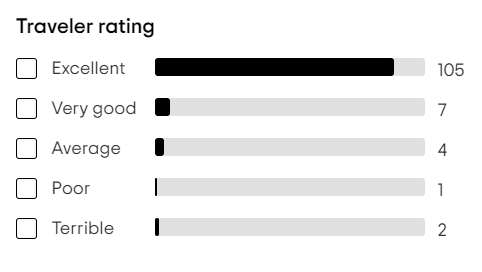 Traveler rating
Excellent 105
Very good 7
Average 4
Poor 1
Terrible 2